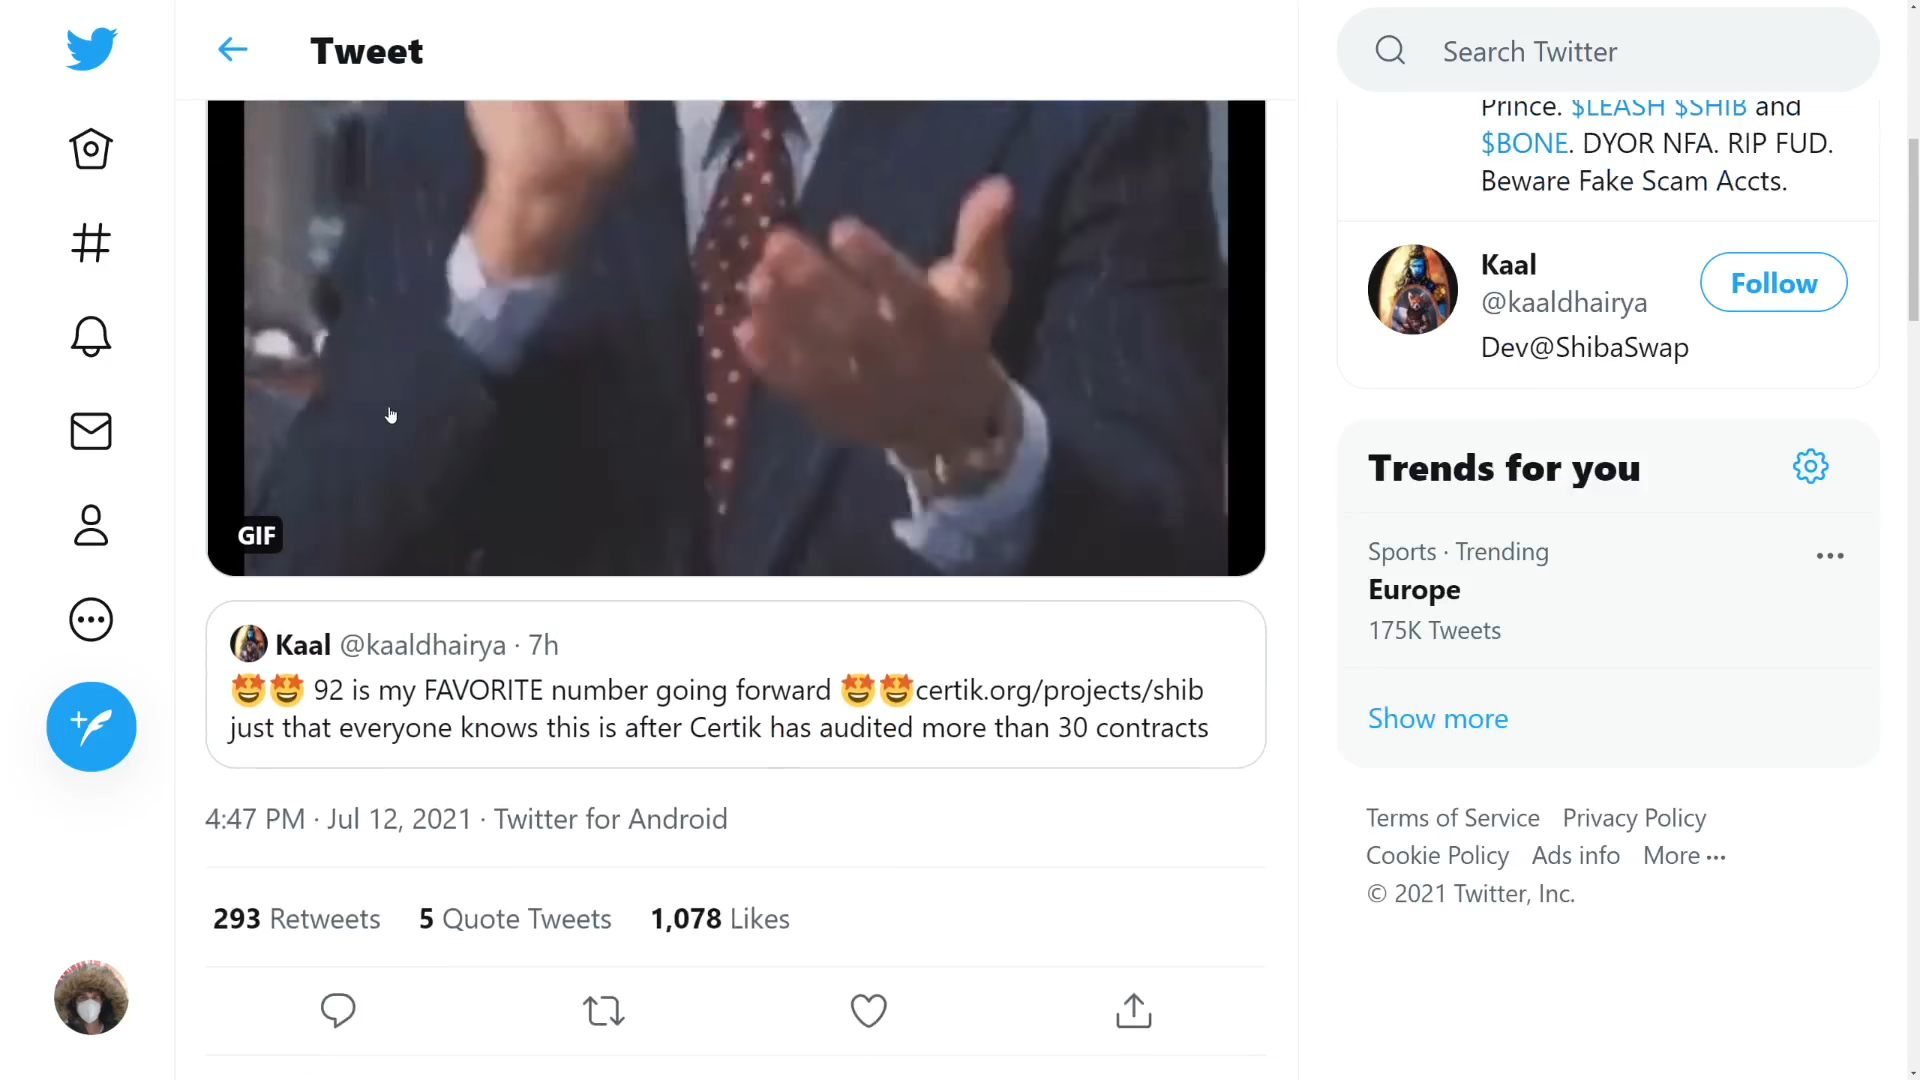 Tweet
GIF
Kaal @kaaldhairya · 7h
🤩🤩 92 is my FAVORITE number going forward 🤩🤩certik.org/projects/shib
just that everyone knows this is after Certik has audited more than 30 contracts
4:47 PM · Jul 12, 2021 · Twitter for Android
293 Retweets 5 Quote Tweets 1,078 Likes
Search Twitter
Prince. $LEASH $SHIB and
$BONE. DYOR NFA. RIP FUD.
Beware Fake Scam Accts.
Kaal
@kaaldhairya
Follow
Dev@ShibaSwap
Trends for you
Sports · Trending
Europe
175K Tweets
Show more
Terms of Service Privacy Policy
Cookie Policy Ads info More ···
© 2021 Twitter, Inc.